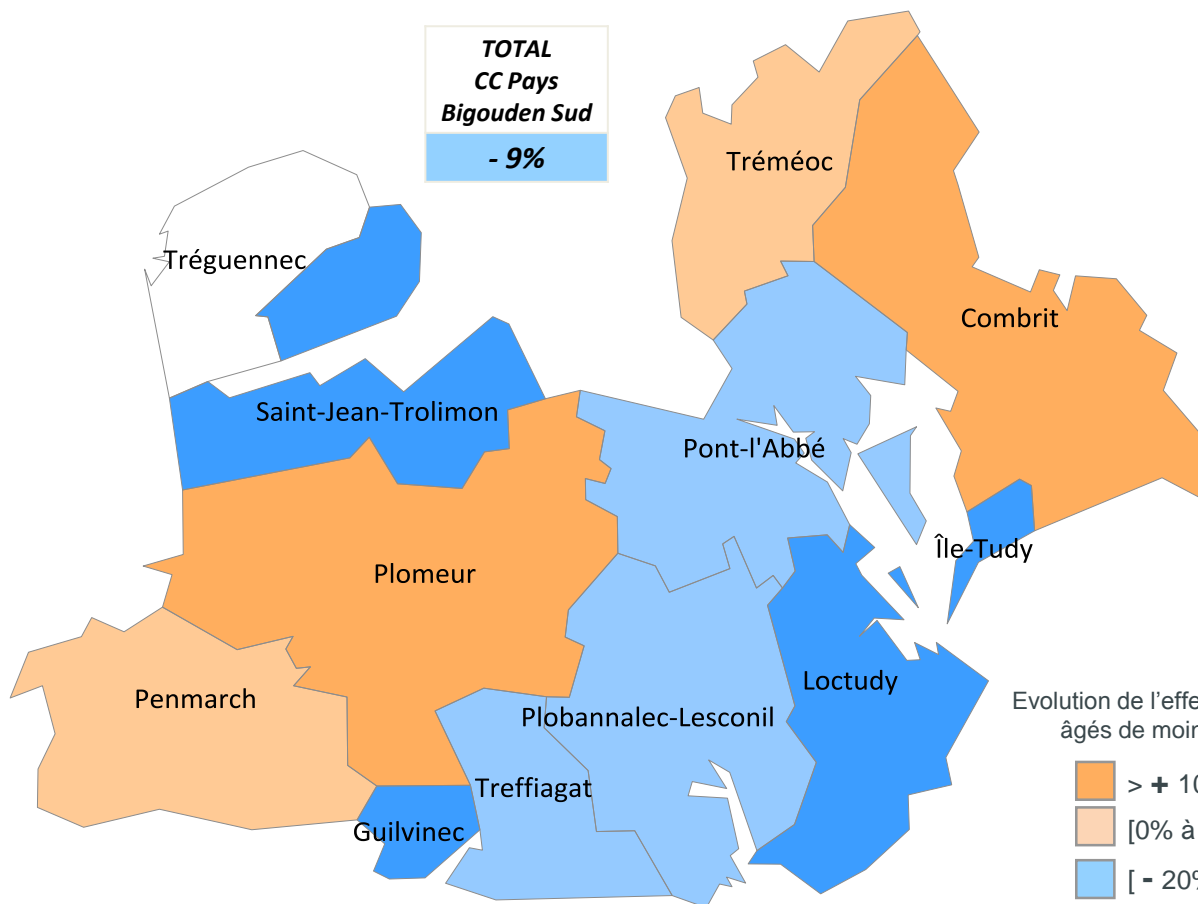 TOTAL
CC Pays
Bigouden Sud
- 9%
Tréméoc
Tréguennec
Combrit
Saint-Jean-Trolimon
Pont-l'Abbé
Île-Tudy
Plomeur
Loctudy
Penmarch
Plobannalec-Lesconil
Treffiagat
Guilvinec
Evolution de l'effe
âgés de moin
> + 10
[0% à
[ - 20%